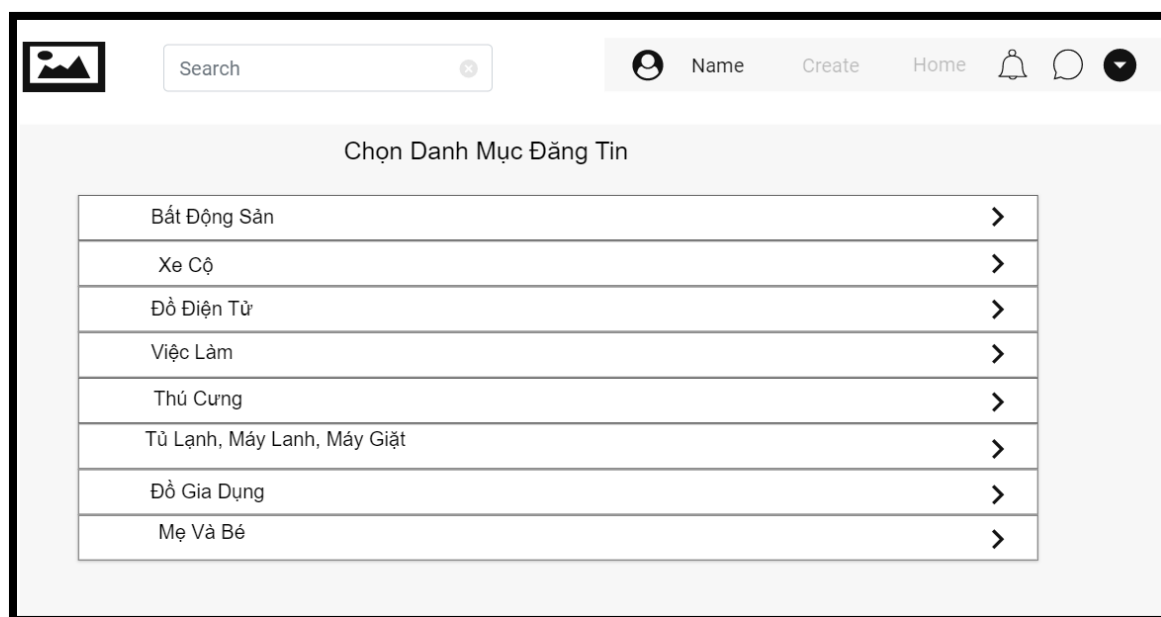 Search
Name Create Home
Chọn Danh Mục Đăng Tin
Bất Động Sản
Xe Cộ
Đồ Điện Tử
Việc Làm
Thú Cưng
Tủ Lạnh, Máy Lanh, Máy Giặt
Đồ Gia Dụng
Mẹ Và Bé